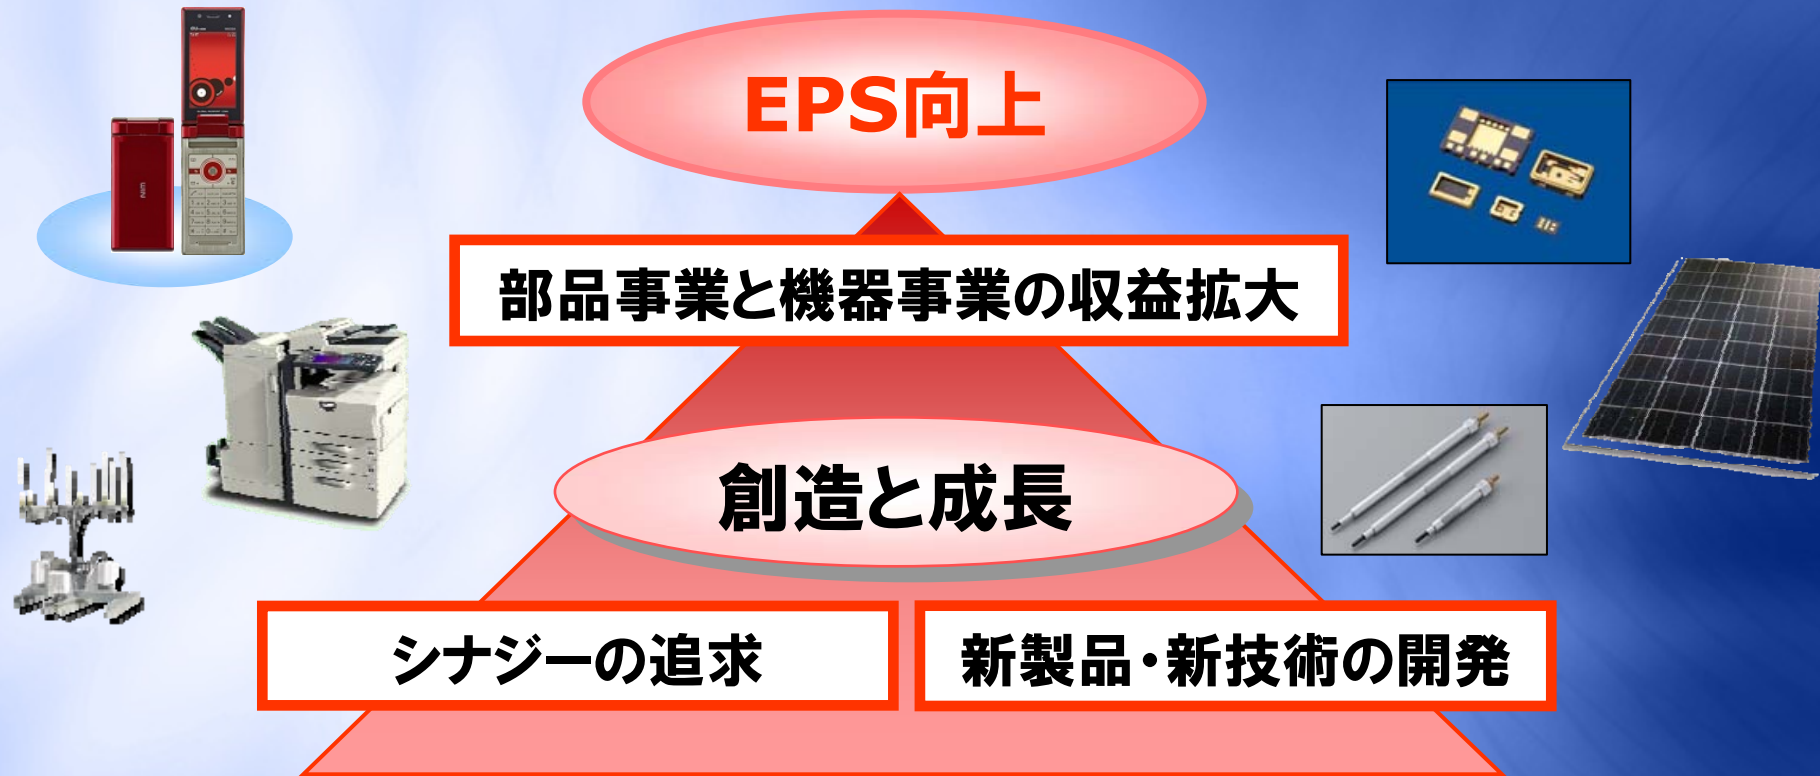 EPS向上
部品事業と機器事業の収益拡大
創造と成長
シナジーの追求
新製品・新技術の開発